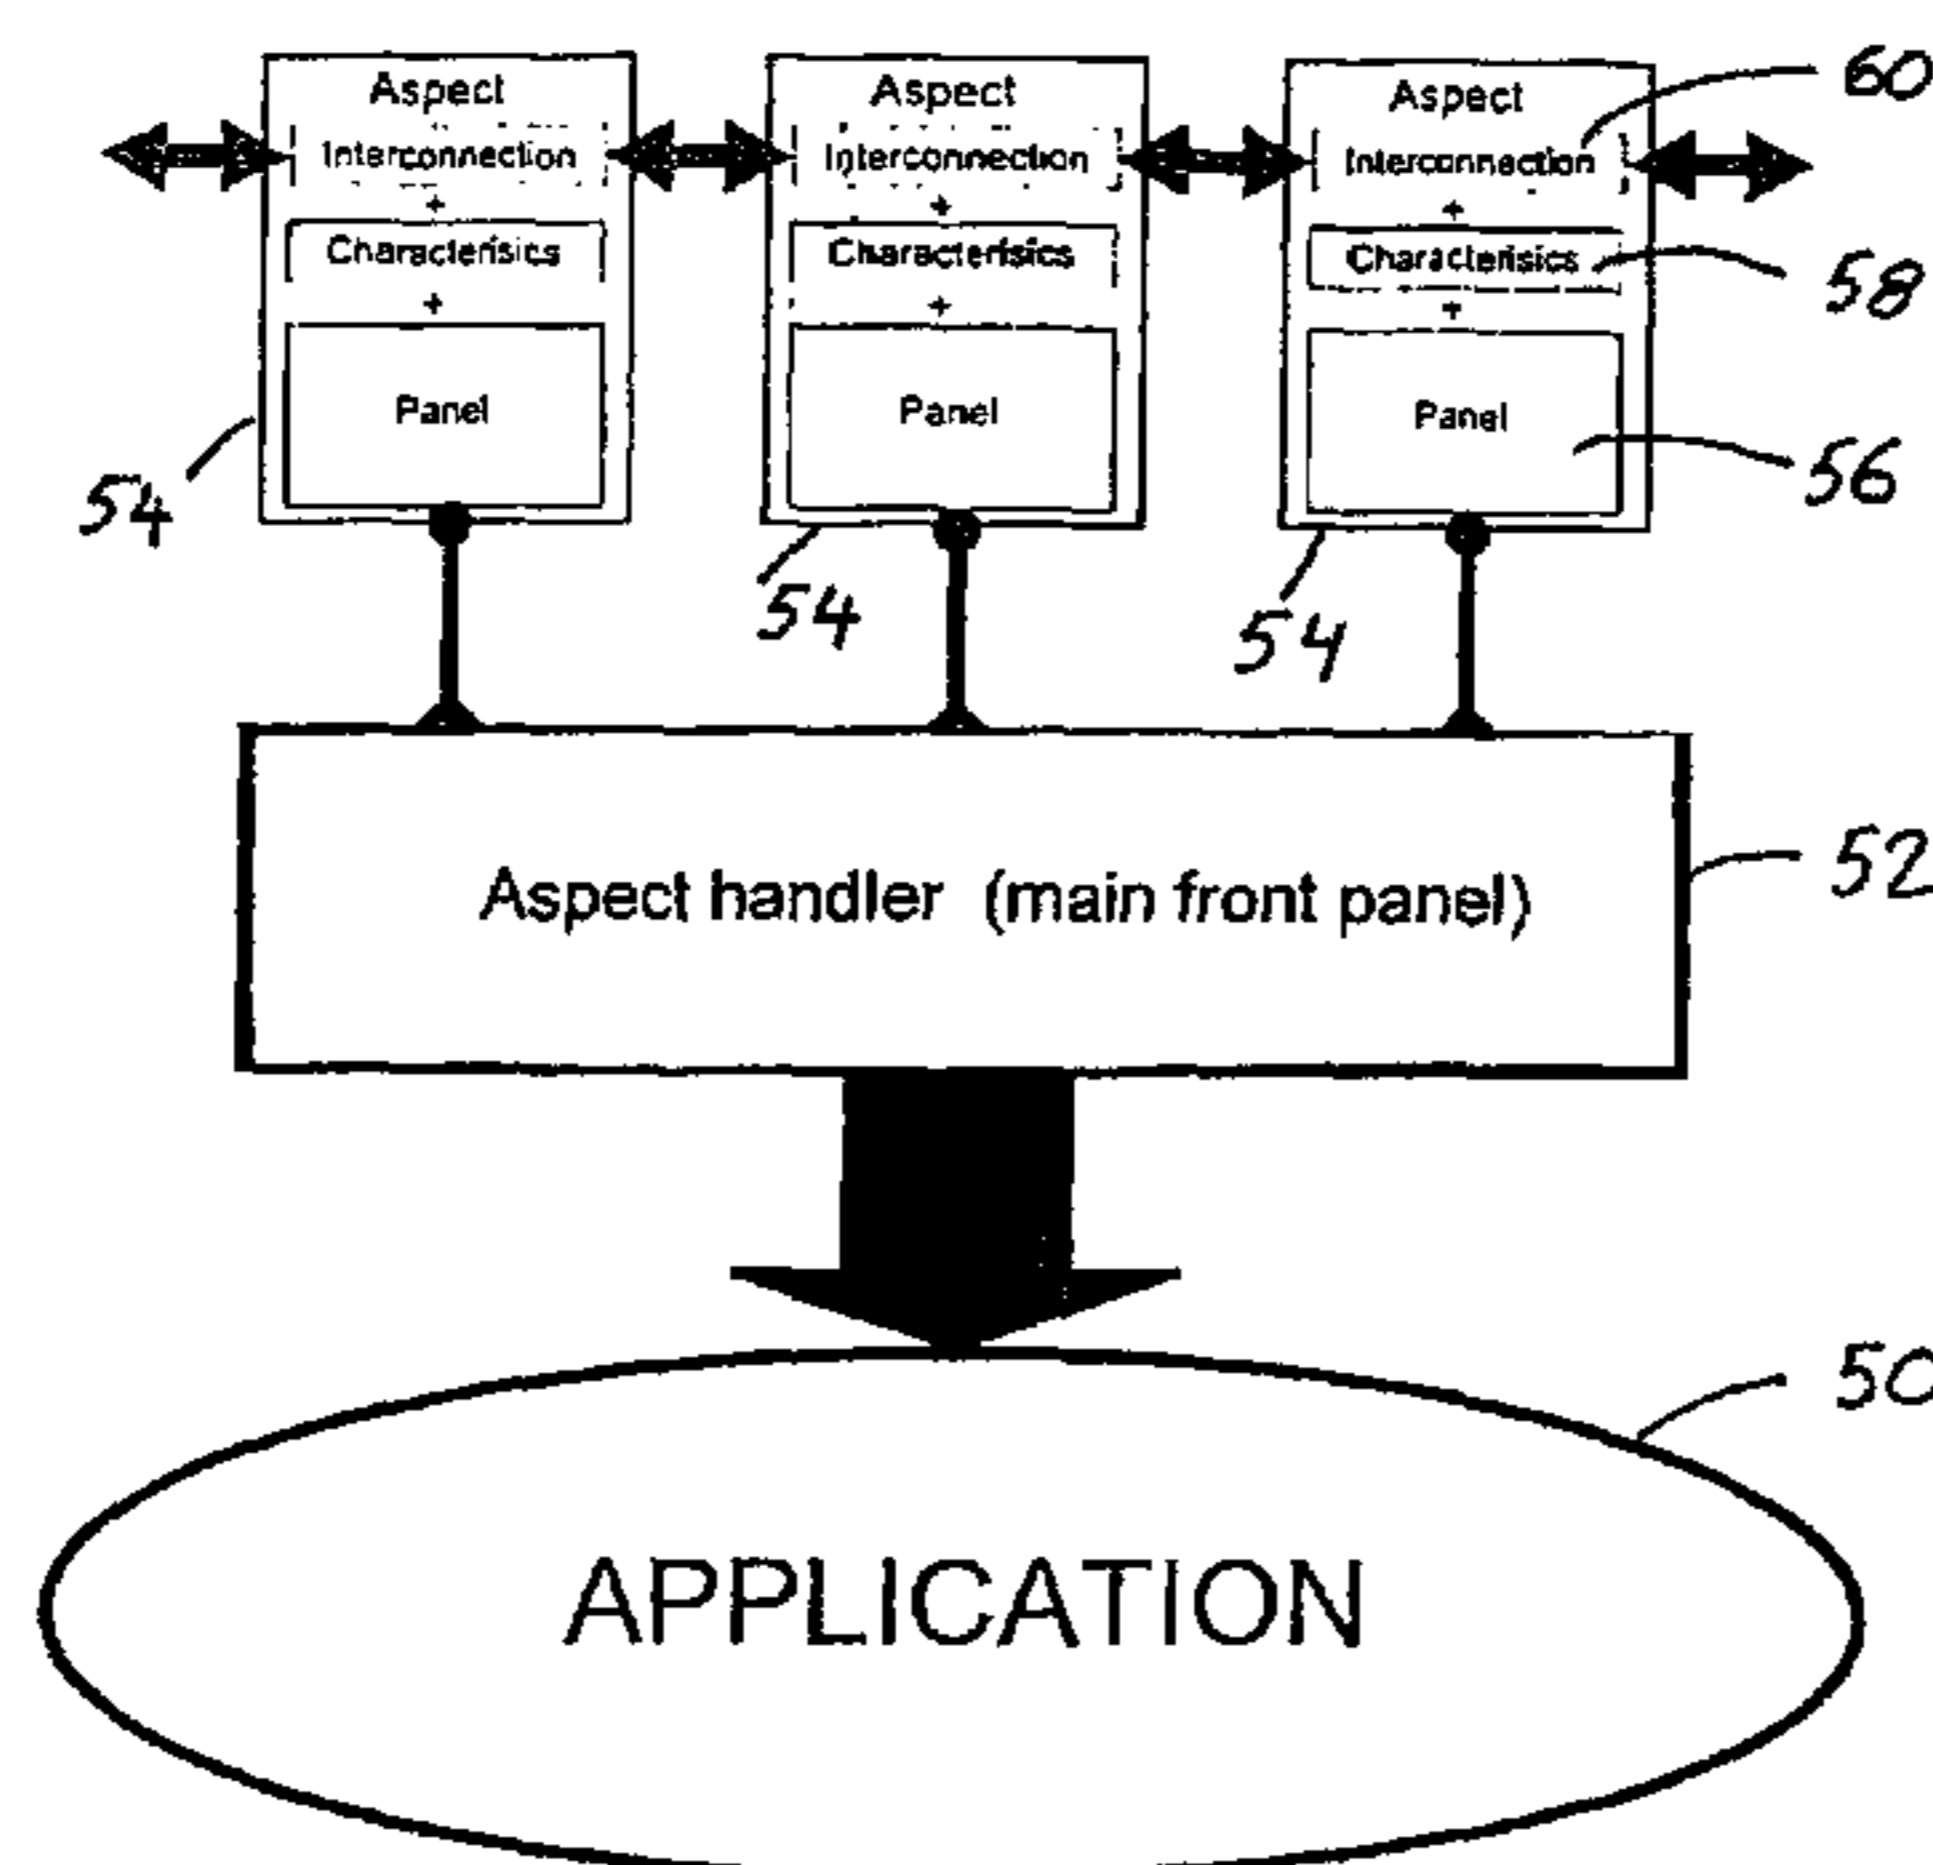 Aspect Aspect Aspect 60
Interconnection Interconnection Interconnection
+ + +
Characterisics Characterisics Characterisics 58
+ + +
Panel Panel Panel 56
54 54 54
Aspect handler (main front panel) 52
50
APPLICATION